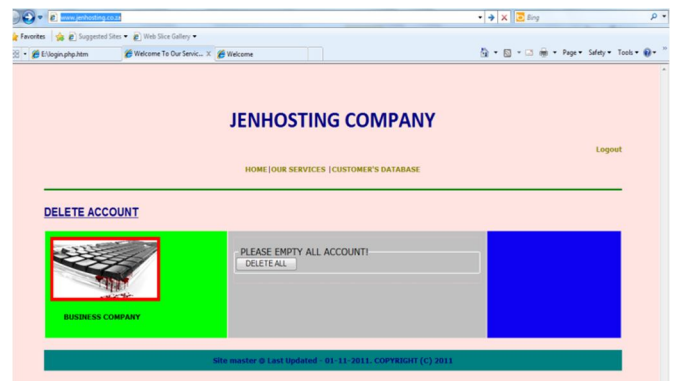 www.jenhosting.co.za
Bing
Favorites Suggested Sites Web Slice Gallery
E:\login.php.htm Welcome To Our Servic... X Welcome Page Safety Tools
JENHOSTING COMPANY
Logout
HOME|OUR SERVICES |CUSTOMER'S DATABASE
DELETE ACCOUNT
PLEASE EMPTY ALL ACCOUNT!
DELETE ALL
BUSINESS COMPANY
Site master @ Last Updated - 01-11-2011. COPYRIGHT (C) 2011